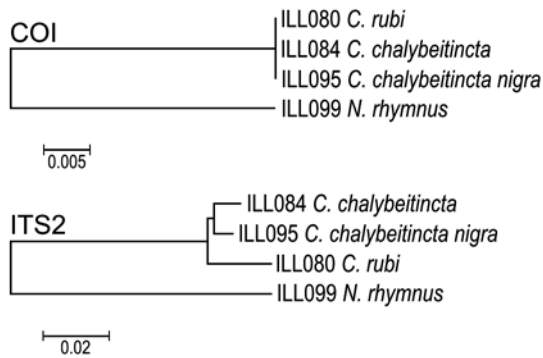 COI
ILL080 C. rubi
ILL084 C. chalybeitincta
ILL095 C. chalybeitincta nigra
ILL099 N. rhymnus
0.005
ITS2
ILL084 C. chalybeitincta
ILL095 C. chalybeitincta nigra
ILL080 C. rubi
ILL099 N. rhymnus
0.02